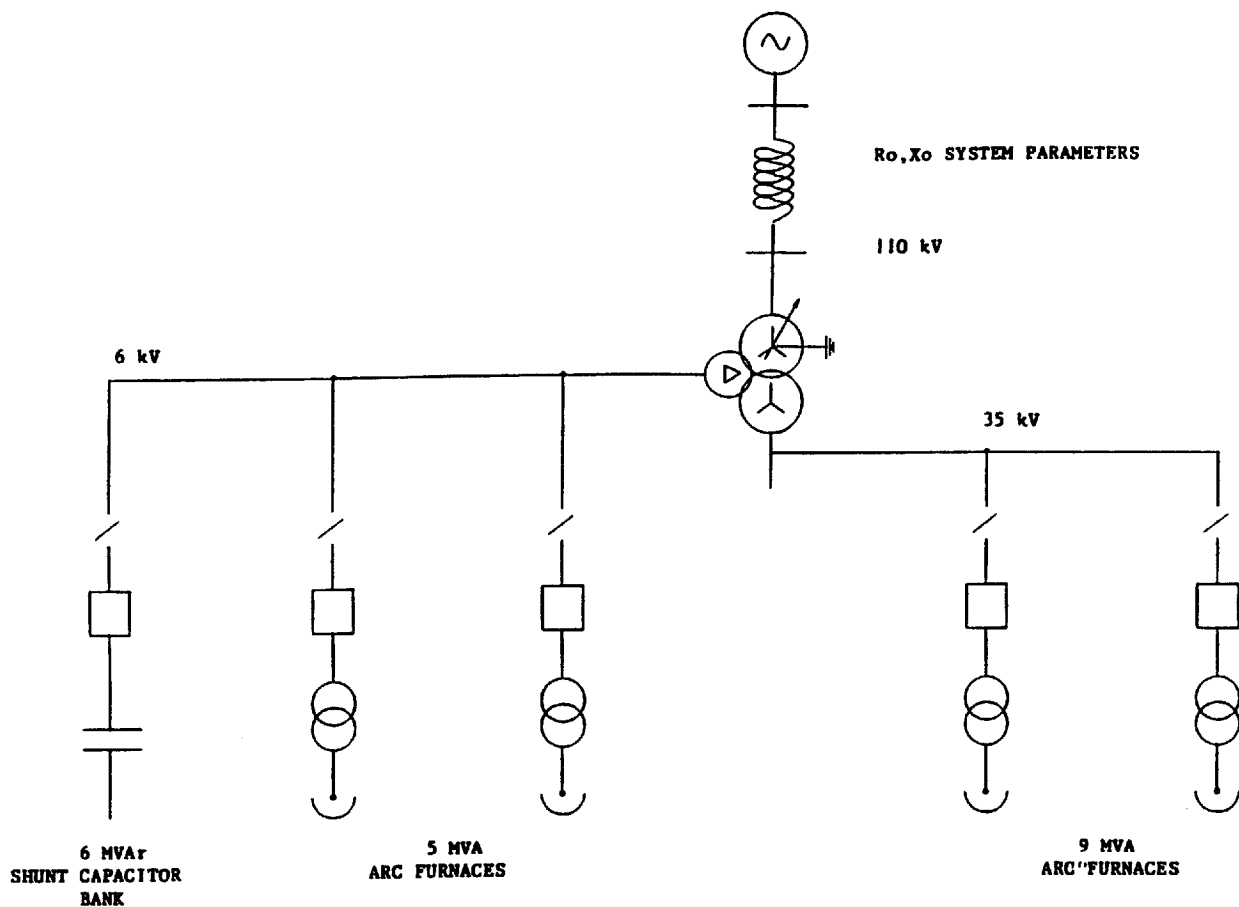 Ro,Xo SYSTEM PARAMETERS
110 kV
6 kV
35 kV
6 MVAr
SHUNT CAPACITOR
BANK
5 MVA
ARC FURNACES
9 MVA
ARC"FURNACES